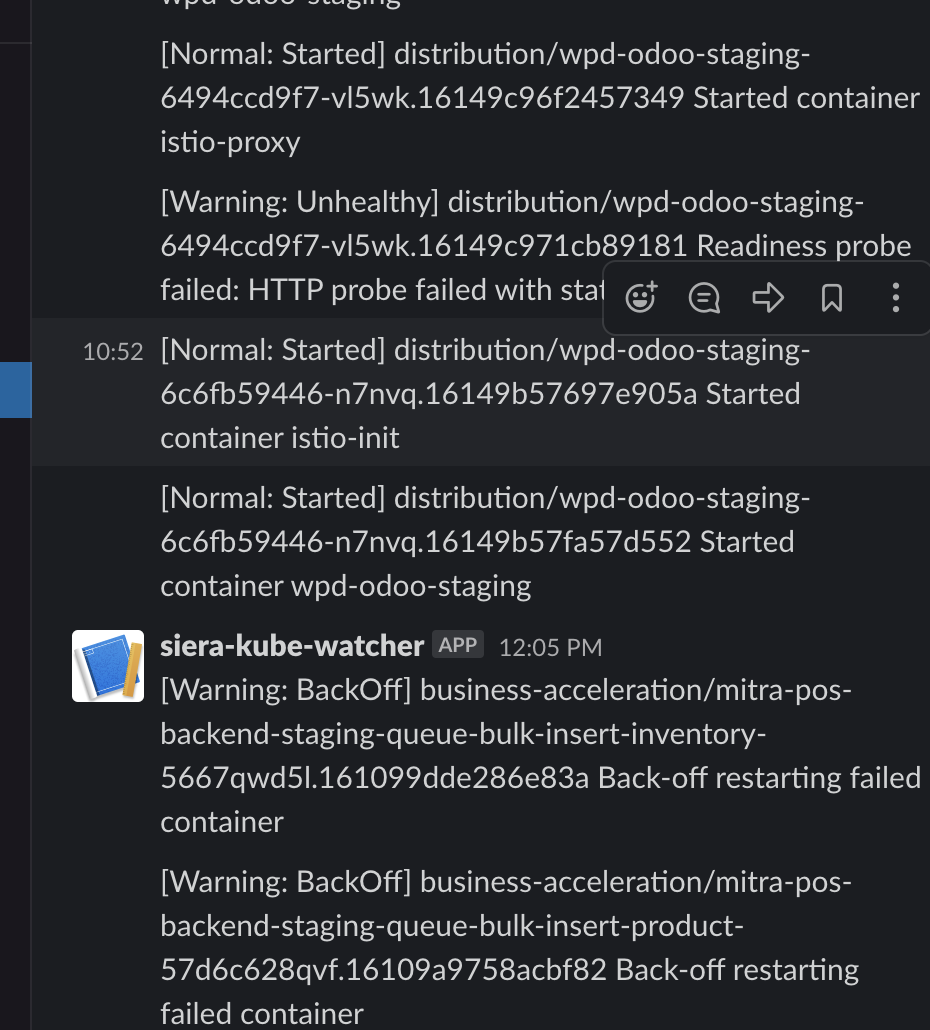 wpd-odoo-staging
[Normal: Started] distribution/wpd-odoo-staging-
6494ccd9f7-vl5wk.16149c96f2457349 Started container
istio-proxy
[Warning: Unhealthy] distribution/wpd-odoo-staging-
6494ccd9f7-vl5wk.16149c971cb89181 Readiness probe
failed: HTTP probe failed with stat
10:52 [Normal: Started] distribution/wpd-odoo-staging-
6c6fb59446-n7nvq.16149b57697e905a Started
container istio-init
[Normal: Started] distribution/wpd-odoo-staging-
6c6fb59446-n7nvq.16149b57fa57d552 Started
container wpd-odoo-staging
siera-kube-watcher APP 12:05 PM
[Warning: BackOff] business-acceleration/mitra-pos-
backend-staging-queue-bulk-insert-inventory-
5667qwd5l.161099dde286e83a Back-off restarting failed
container
[Warning: BackOff] business-acceleration/mitra-pos-
backend-staging-queue-bulk-insert-product-
57d6c628qvf.16109a9758acbf82 Back-off restarting
failed container